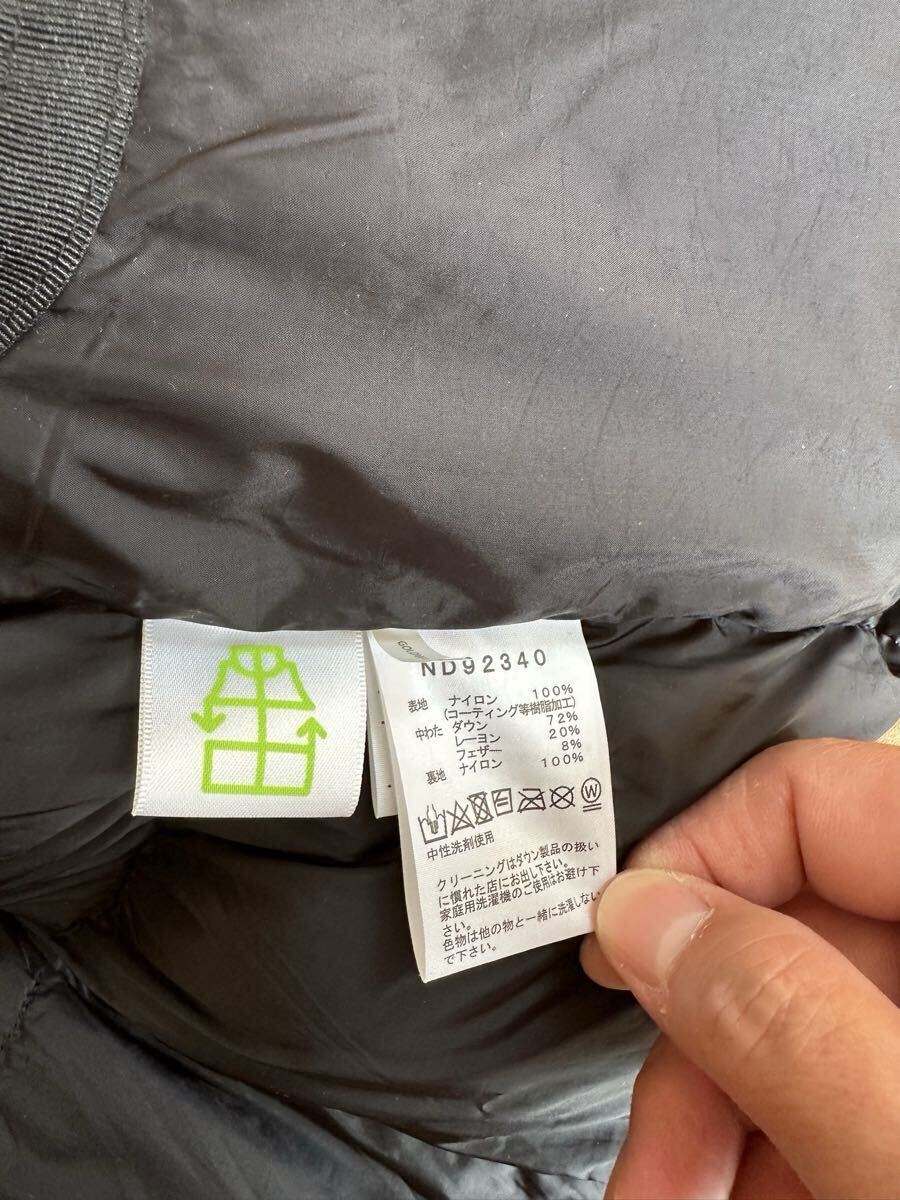 ND92340
表地 ナイロン 100%
(コーティング等樹脂加工)
中わた ダウン 72%
レーヨン 20%
フェザー 8%
裏地 ナイロン 100%
W
中性洗剤使用
クリーニングはダウン製品の扱い
に慣れた店にお出し下さい。
家庭用洗濯機のご使用はお避け下
さい。
色物は他の物と一緒に洗濯しない
で下さい。